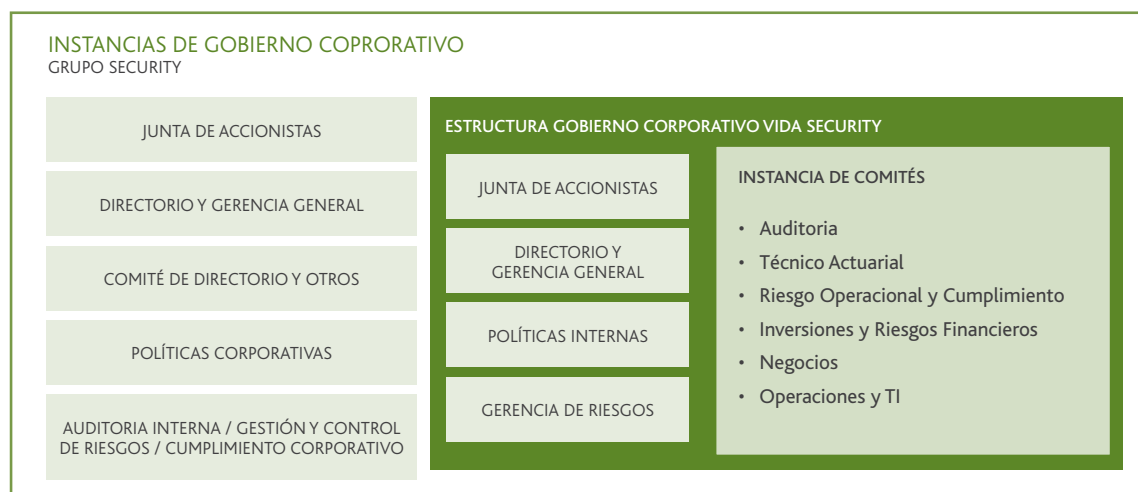 INSTANCIAS DE GOBIERNO COPRORATIVO
GRUPO SECURITY
JUNTA DE ACCIONISTAS
DIRECTORIO Y GERENCIA GENERAL
COMITÉ DE DIRECTORIO Y OTROS
POLÍTICAS CORPORATIVAS
AUDITORIA INTERNA / GESTIÓN Y CONTROL
DE RIESGOS / CUMPLIMIENTO CORPORATIVO
ESTRUCTURA GOBIERNO CORPORATIVO VIDA SECURITY
JUNTA DE ACCIONISTAS
DIRECTORIO Y
GERENCIA GENERAL
POLÍTICAS INTERNAS
GERENCIA DE RIESGOS
INSTANCIA DE COMITÉS
• Auditoria
• Técnico Actuarial
• Riesgo Operacional y Cumplimiento
• Inversiones y Riesgos Financieros
• Negocios
• Operaciones y TI